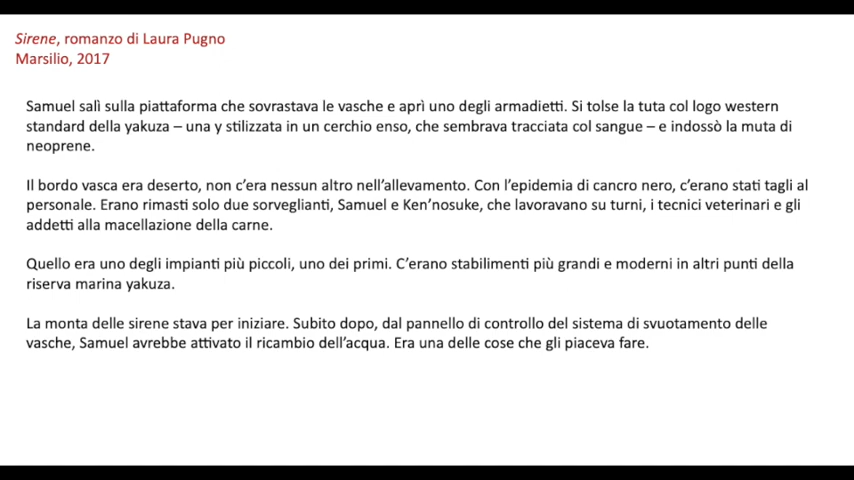 Sirene, romanzo di Laura Pugno
Marsilio, 2017
Samuel salì sulla piattaforma che sovrastava le vasche e aprì uno degli armadietti. Si tolse la tuta col logo western
standard della yakuza – una y stilizzata in un cerchio enso, che sembrava tracciata col sangue – e indossò la muta di
neoprene.
Il bordo vasca era deserto, non c’era nessun altro nell’allevamento. Con l’epidemia di cancro nero, c’erano stati tagli al
personale. Erano rimasti solo due sorveglianti, Samuel e Ken’nosuke, che lavoravano su turni, i tecnici veterinari e gli
addetti alla macellazione della carne.
Quello era uno degli impianti più piccoli, uno dei primi. C’erano stabilimenti più grandi e moderni in altri punti della
riserva marina yakuza.
La monta delle sirene stava per iniziare. Subito dopo, dal pannello di controllo del sistema di svuotamento delle
vasche, Samuel avrebbe attivato il ricambio dell’acqua. Era una delle cose che gli piaceva fare.